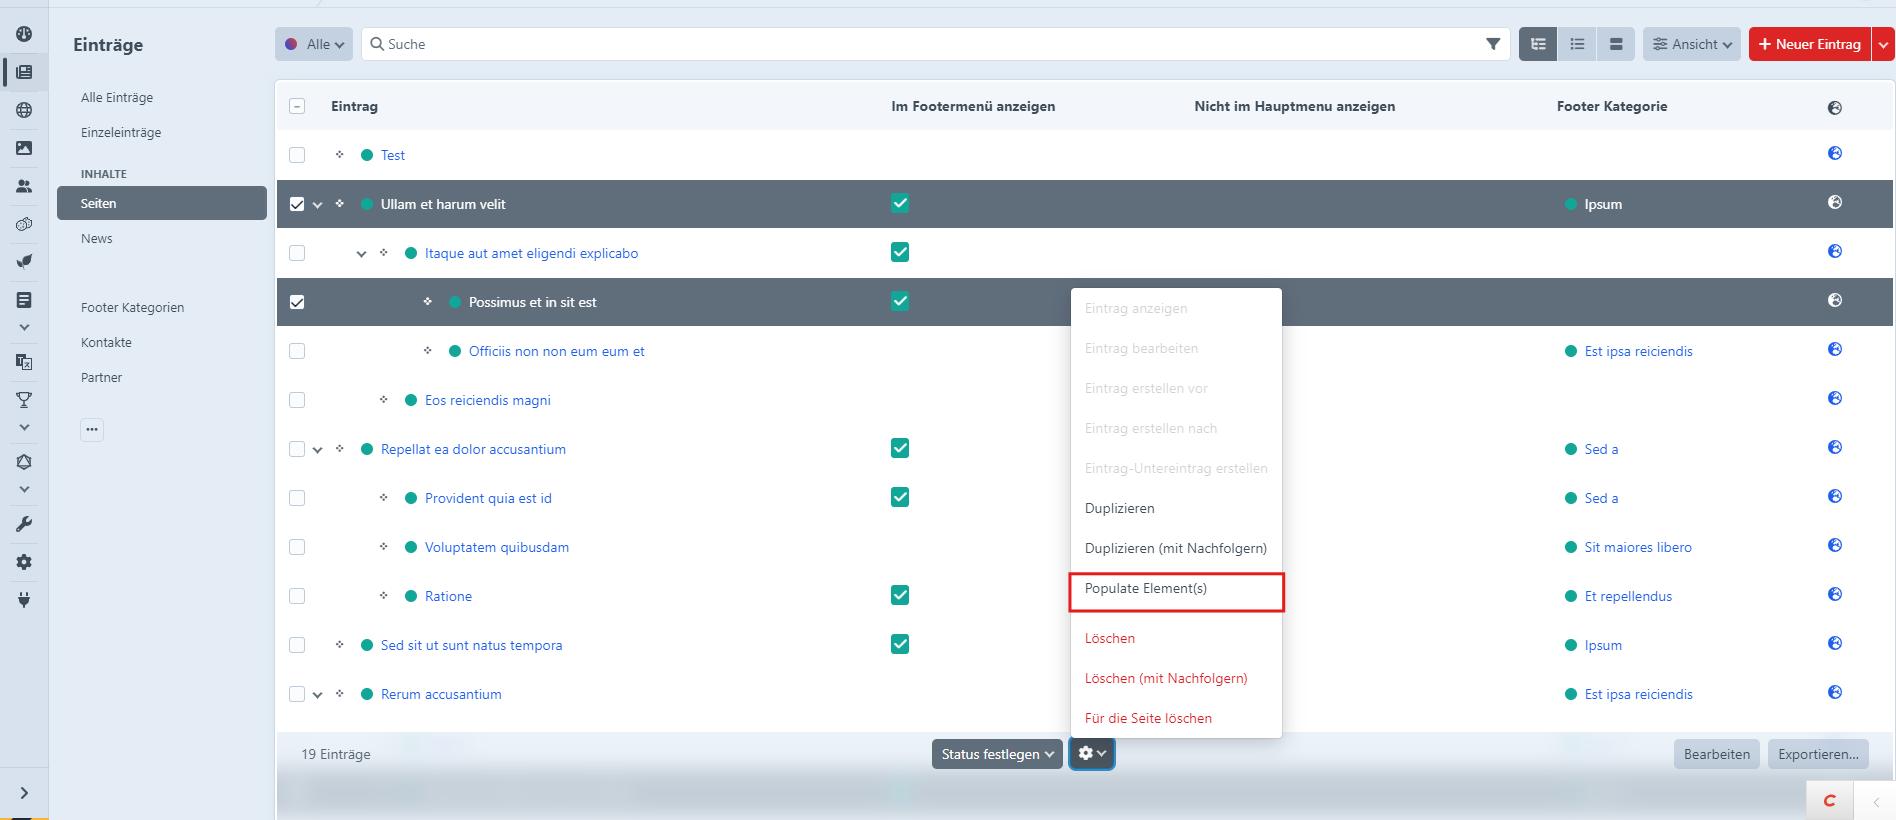 Einträge
Alle
Suche
Ansicht
Neuer Eintrag
Alle Einträge
Einzeleinträge
INHALTE
Seiten
News
Footer Kategorien
Kontakte
Partner
Eintrag
Im Footermenü anzeigen
Nicht im Hauptmenu anzeigen
Footer Kategorie
Test
Ullam et harum velit
Ipsum
Itaque aut amet eligendi explicabo
Possimus et in sit est
Officiis non non eum eum et
Est ipsa reiciendis
Eos reiciendis magni
Repellat ea dolor accusantium
Sed a
Provident quia est id
Sed a
Voluptatem quibusdam
Sit maiores libero
Ratione
Et repellendus
Sed sit ut sunt natus tempora
Ipsum
Rerum accusantium
Est ipsa reiciendis
Eintrag anzeigen
Eintrag bearbeiten
Eintrag erstellen vor
Eintrag erstellen nach
Eintrag-Untereintrag erstellen
Duplizieren
Duplizieren (mit Nachfolgern)
Populate Element(s)
Löschen
Löschen (mit Nachfolgern)
Für die Seite löschen
19 Einträge
Status festlegen
Bearbeiten
Exportieren...